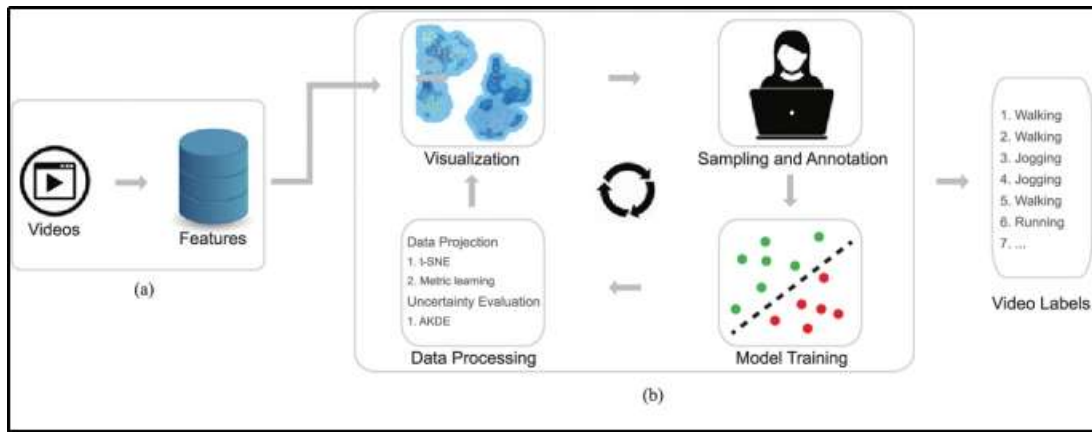 Videos
Features
(a)
Visualization
Sampling and Annotation
Data Projection
1. t-SNE
2. Metric learning
Uncertainty Evaluation
1. AKDE
Data Processing
Model Training
(b)
1. Walking
2. Walking
3. Jogging
4. Jogging
5. Walking
6. Running
7. ...
Video Labels